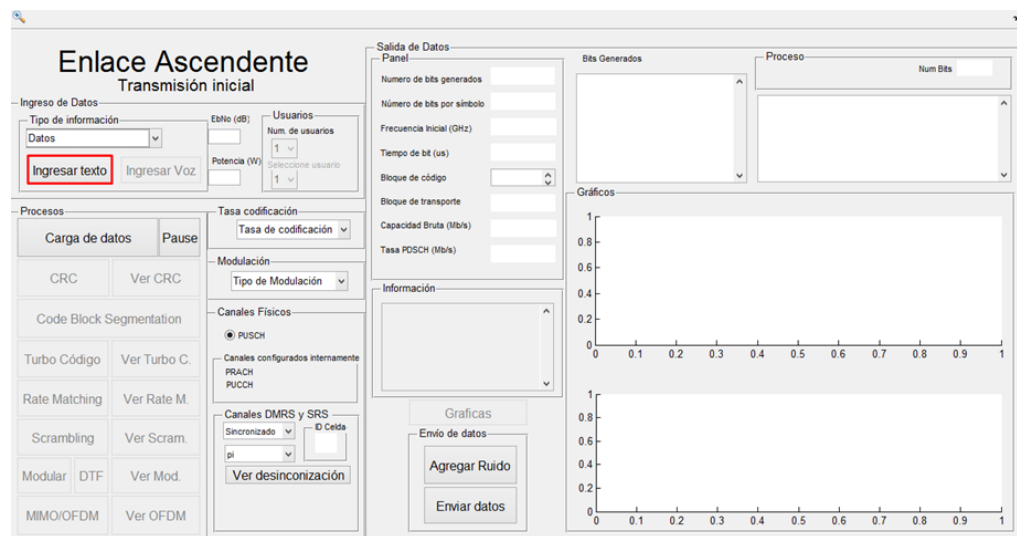 Enlace Ascendente
Transmisión inicial
Ingreso de Datos
Tipo de información
Datos
Ingresar texto
Ingresar Voz
EbNo (dB)
Potencia (W)
Usuarios
Num. de usuarios
1
Seleccione usuario
1
Procesos
Carga de datos
Pause
CRC
Ver CRC
Code Block Segmentation
Turbo Código
Ver Turbo C.
Rate Matching
Ver Rate M.
Scrambling
Ver Scram.
Modular
DTF
Ver Mod.
MIMO/OFDM
Ver OFDM
Tasa codificación
Tasa de codificación
Modulación
Tipo de Modulación
Canales Físicos
PUSCH
Canales configurados internamente
PRACH
PUCCH
Canales DMRS y SRS
Sincronizado
ID Celda
pi
Ver desinconización
Salida de Datos
Panel
Numero de bits generados
Número de bits por símbolo
Frecuencia Inicial (GHz)
Tiempo de bit (us)
Bloque de código
Bloque de transporte
Capacidad Bruta (Mb/s)
Tasa PDSCH (Mb/s)
Información
Graficas
Envío de datos
Agregar Ruido
Enviar datos
Bits Generados
Proceso
Num Bits
Gráficos
1
0.8
0.6
0.4
0.2
0
0 0.1 0.2 0.3 0.4 0.5 0.6 0.7 0.8 0.9 1
1
0.8
0.6
0.4
0.2
0
0 0.1 0.2 0.3 0.4 0.5 0.6 0.7 0.8 0.9 1